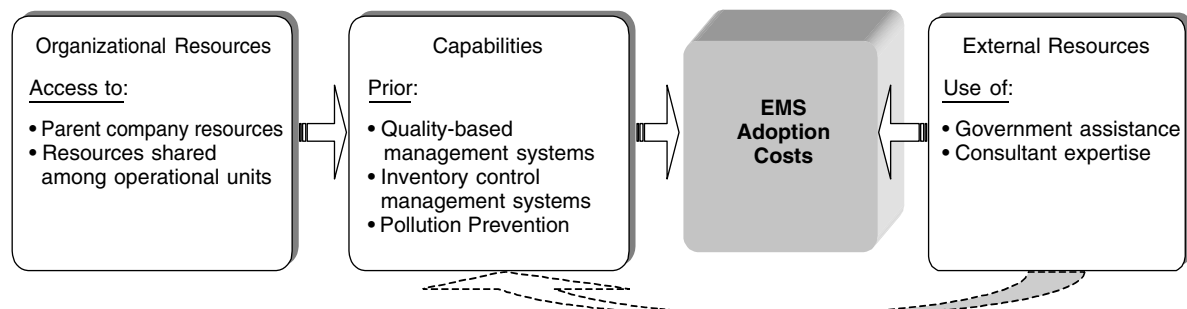 Organizational Resources
Access to:
• Parent company resources
• Resources shared
among operational units
Capabilities
Prior:
• Quality-based
management systems
• Inventory control
management systems
• Pollution Prevention
EMS
Adoption
Costs
External Resources
Use of:
• Government assistance
• Consultant expertise